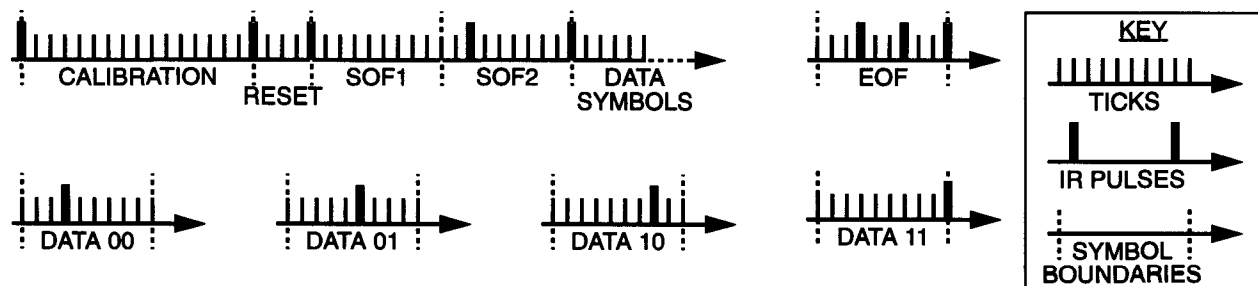 CALIBRATION
RESET
SOF1
SOF2
DATA
SYMBOLS
EOF
DATA 00
DATA 01
DATA 10
DATA 11
KEY
TICKS
IR PULSES
SYMBOL
BOUNDARIES